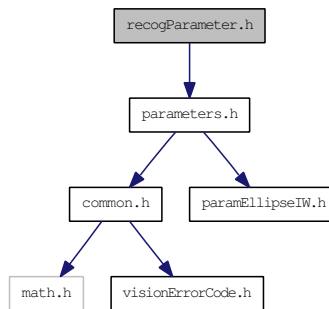 recogParameter.h
parameters.h
common.h
paramEllipseIW.h
math.h
visionErrorCode.h